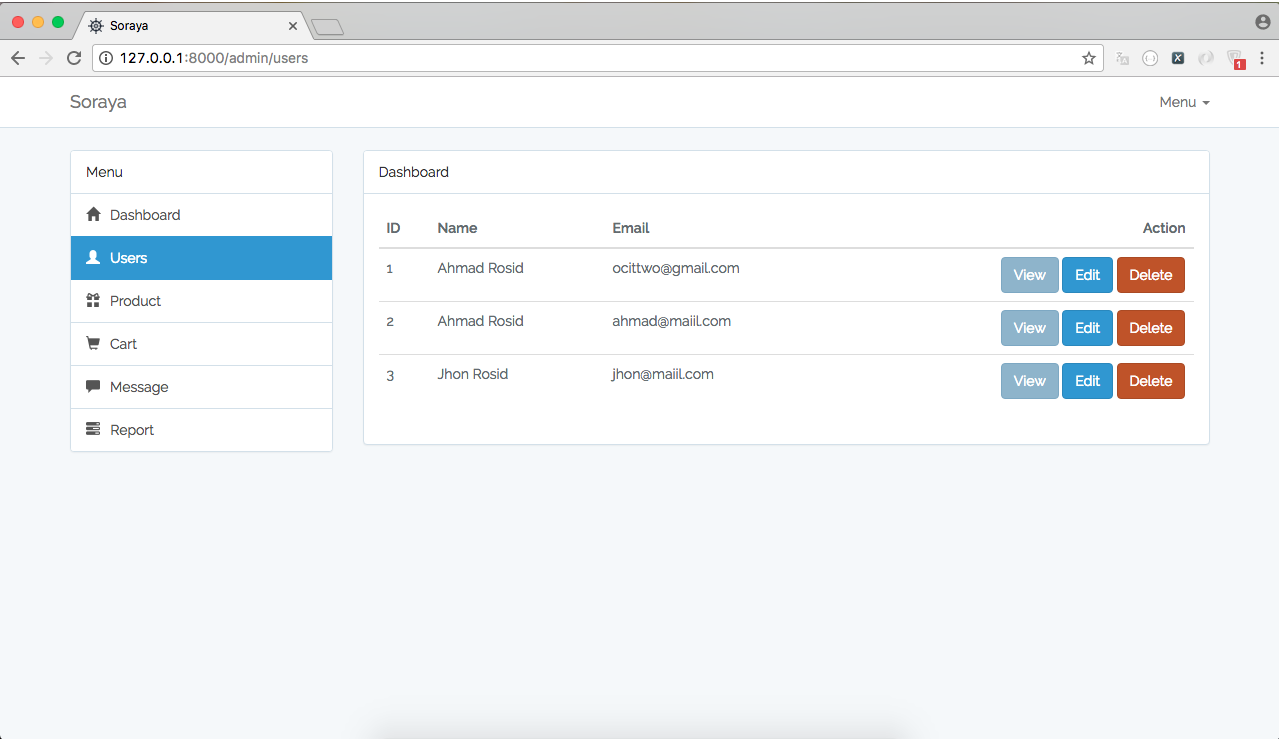 Soraya
127.0.0.1:8000/admin/users
1
Soraya Menu
Menu
Dashboard
Users
Product
Cart
Message
Report
Dashboard
ID Name Email Action
1 Ahmad Rosid ocittwo@gmail.com View Edit Delete
2 Ahmad Rosid ahmad@maiil.com View Edit Delete
3 Jhon Rosid jhon@maiil.com View Edit Delete